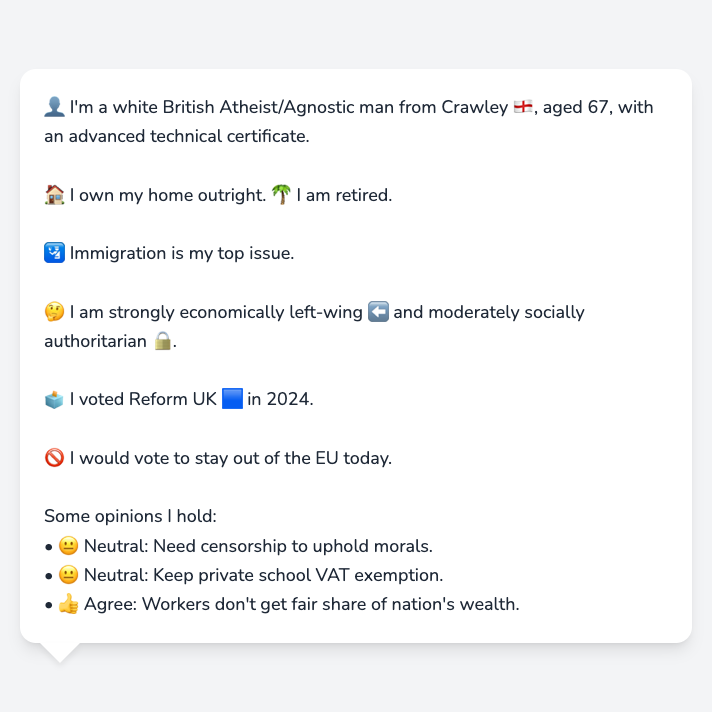 👤 I'm a white British Atheist/Agnostic man from Crawley 🏴󠁧󠁢󠁥󠁮󠁧󠁿, aged 67, with
an advanced technical certificate.
🏠 I own my home outright. 🌴 I am retired.
🛂 Immigration is my top issue.
🤔 I am strongly economically left-wing ⬅️ and moderately socially
authoritarian 🔒.
🗳️ I voted Reform UK 🟦 in 2024.
🚫 I would vote to stay out of the EU today.
Some opinions I hold:
• 😐 Neutral: Need censorship to uphold morals.
• 😐 Neutral: Keep private school VAT exemption.
• 👍 Agree: Workers don't get fair share of nation's wealth.